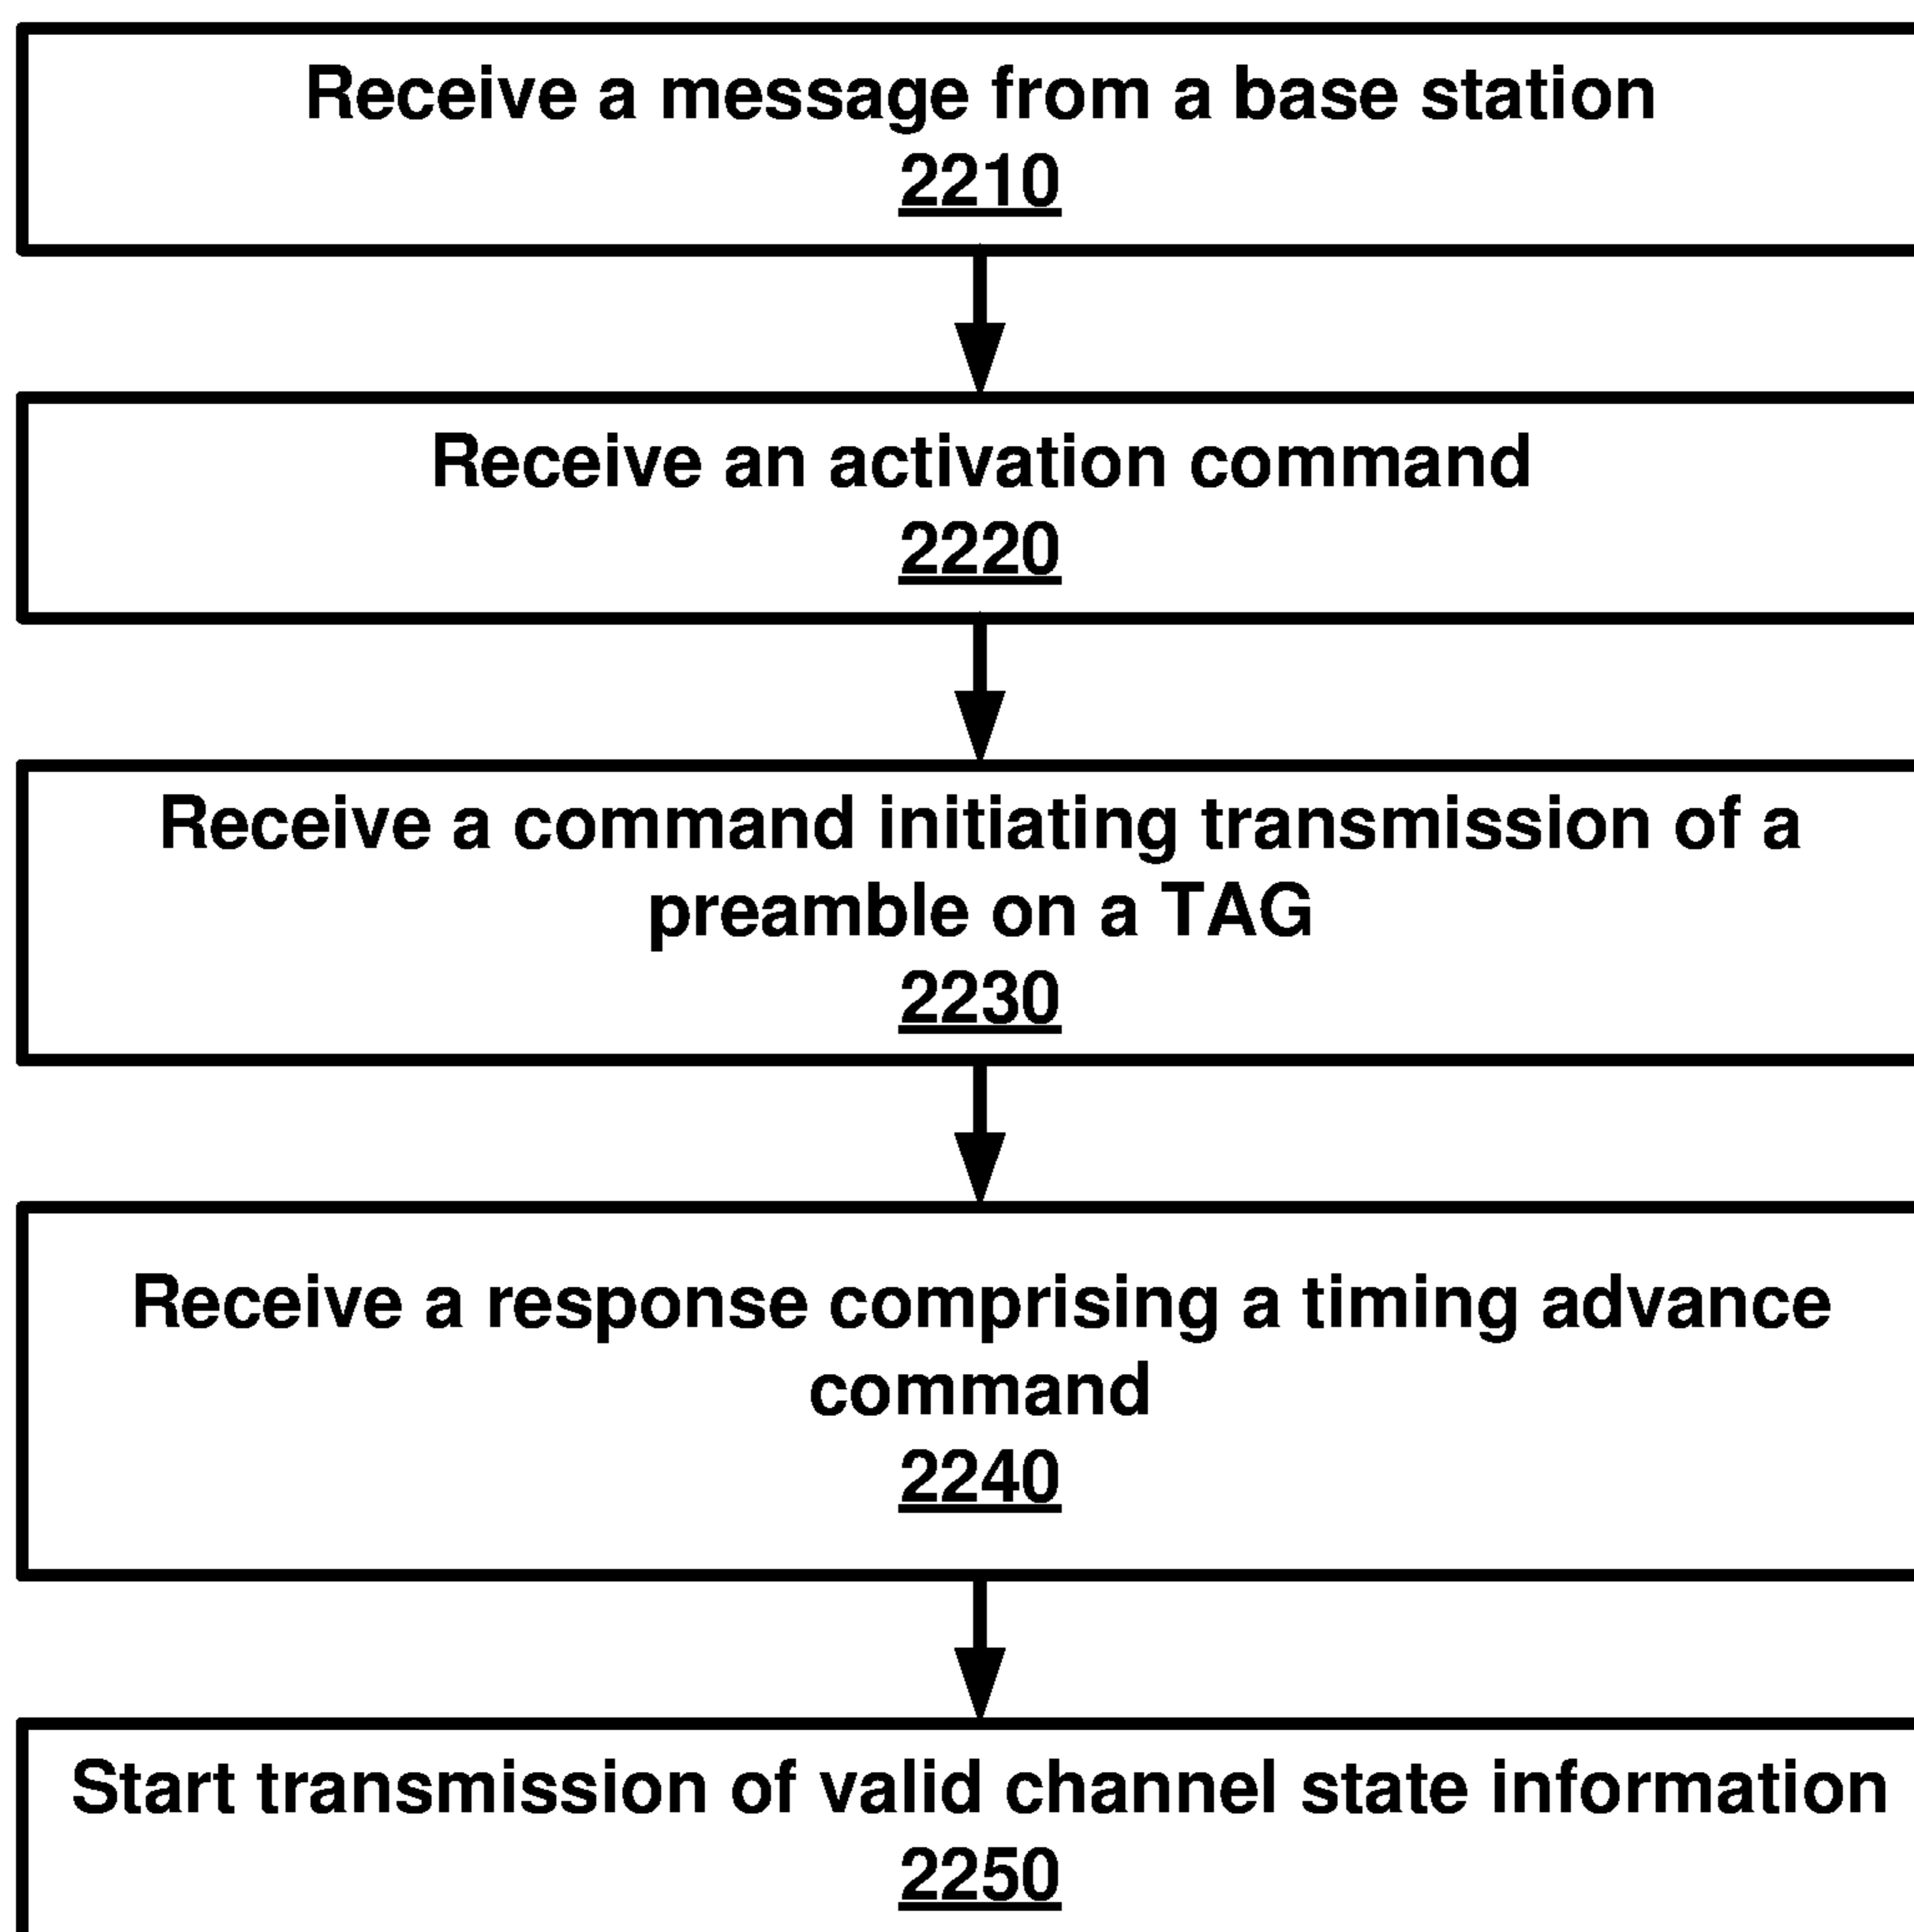 Receive a message from a base station
2210
Receive an activation command
2220
Receive a command initiating transmission of a
preamble on a TAG
2230
Receive a response comprising a timing advance
command
2240
Start transmission of valid channel state information
2250